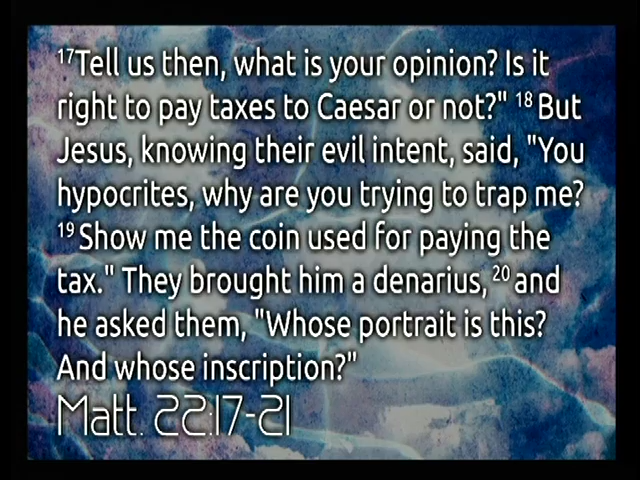 ¹⁷Tell us then, what is your opinion? Is it
right to pay taxes to Caesar or not?" ¹⁸ But
Jesus, knowing their evil intent, said, "You
hypocrites, why are you trying to trap me?
¹⁹ Show me the coin used for paying the
tax." They brought him a denarius, ²⁰ and
he asked them, "Whose portrait is this?
And whose inscription?"
Matt. 22:17-21